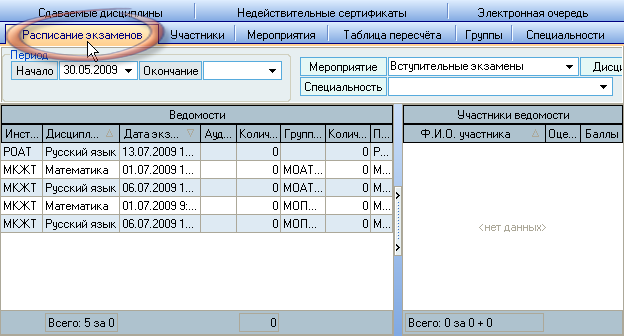 Сдаваемые дисциплины Недействительные сертификаты Электронная очередь
Расписание экзаменов Участники Мероприятия Таблица пересчёта Группы Специальности
Период
Начало 30.05.2009 Окончание
Мероприятие Вступительные экзамены Дисци
Специальность
Ведомости Участники ведомости
Инст... Дисципл... Дата экз... Ауд... Колич... Групп... Колич... П... Ф.И.О. участника Оце... Баллы
РОАТ Русский язык 13.07.2009 1... 0 0 Р...
МКЖТ Математика 01.07.2009 1... 0 МОАТ... 0 М...
МКЖТ Русский язык 06.07.2009 1... 0 МОАТ... 0 М...
МКЖТ Математика 01.07.2009 9:... 0 МОП... 0 М...
МКЖТ Русский язык 06.07.2009 1... 0 МОП... 0 М...
<нет данных>
Всего: 5 за 0 0 Всего: 0 за 0 + 0